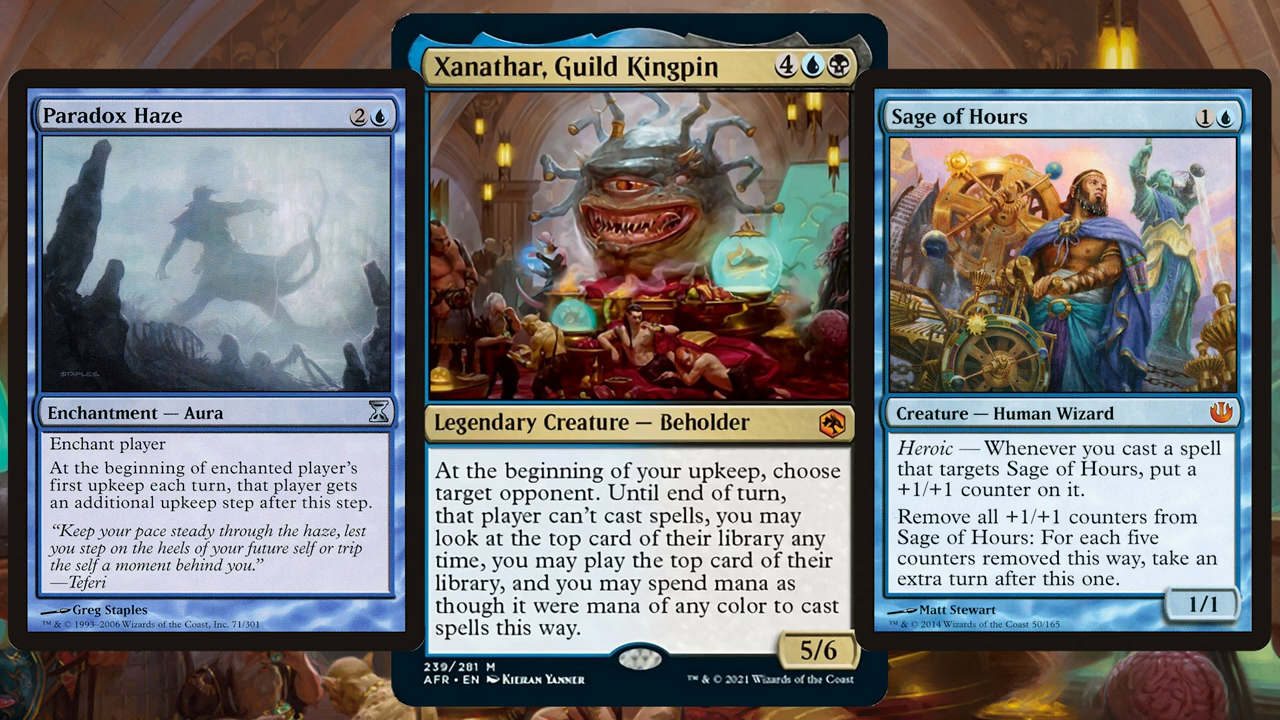 Paradox Haze 2
STAPLES.
Enchantment — Aura
Enchant player
At the beginning of enchanted player's
first upkeep each turn, that player gets
an additional upkeep step after this step.
“Keep your pace steady through the haze, lest
you step on the heels of your future self or trip
the self a moment behind you.”
—Teferi
Greg Staples
™ & © 1993–2006 Wizards of the Coast, Inc. 71/301
Xanathar, Guild Kingpin 4
Legendary Creature — Beholder
At the beginning of your upkeep, choose
target opponent. Until end of turn,
that player can't cast spells, you may
look at the top card of their library any
time, you may play the top card of their
library, and you may spend mana as
though it were mana of any color to cast
spells this way.
5/6
239/281 M
AFR • EN Kieran Yanner
™ & © 2021 Wizards of the Coast
Sage of Hours 1
Creature — Human Wizard
Heroic — Whenever you cast a spell
that targets Sage of Hours, put a
+1/+1 counter on it.
Remove all +1/+1 counters from
Sage of Hours: For each five
counters removed this way, take an
extra turn after this one.
1/1
Matt Stewart
™ & © 2014 Wizards of the Coast 50/165